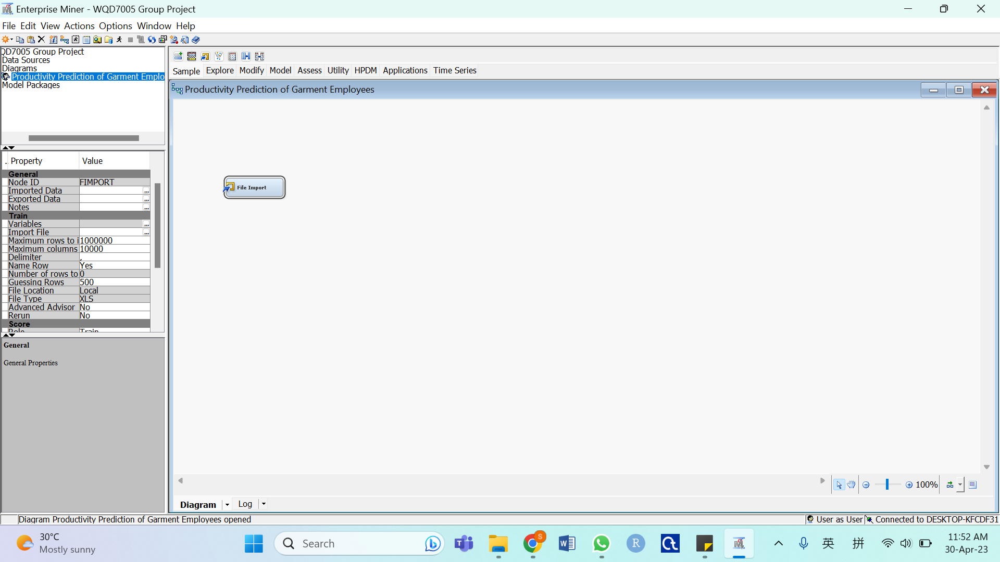 Enterprise Miner - WQD7005 Group Project
File Edit View Actions Options Window Help
QD7005 Group Project
Data Sources
Diagrams
Productivity Prediction of Garment Emplo
Model Packages
Sample Explore Modify Model Assess Utility HPDM Applications Time Series
Productivity Prediction of Garment Employees
. Property Value
General
Node ID FIMPORT
Imported Data ...
Exported Data ...
Notes ...
Train
Variables ...
Import File ...
Maximum rows to i 1000000
Maximum columns 10000
Delimiter ,
Name Row Yes
Number of rows to 0
Guessing Rows 500
File Location Local
File Type XLS
Advanced Advisor No
Rerun No
Score
Role Train
File Import
General
General Properties
100%
Diagram Log
Diagram Productivity Prediction of Garment Employees opened
User as User Connected to DESKTOP-KFCDF31
30°C
Mostly sunny
Search
S
R
英 拼
11:52 AM
30-Apr-23